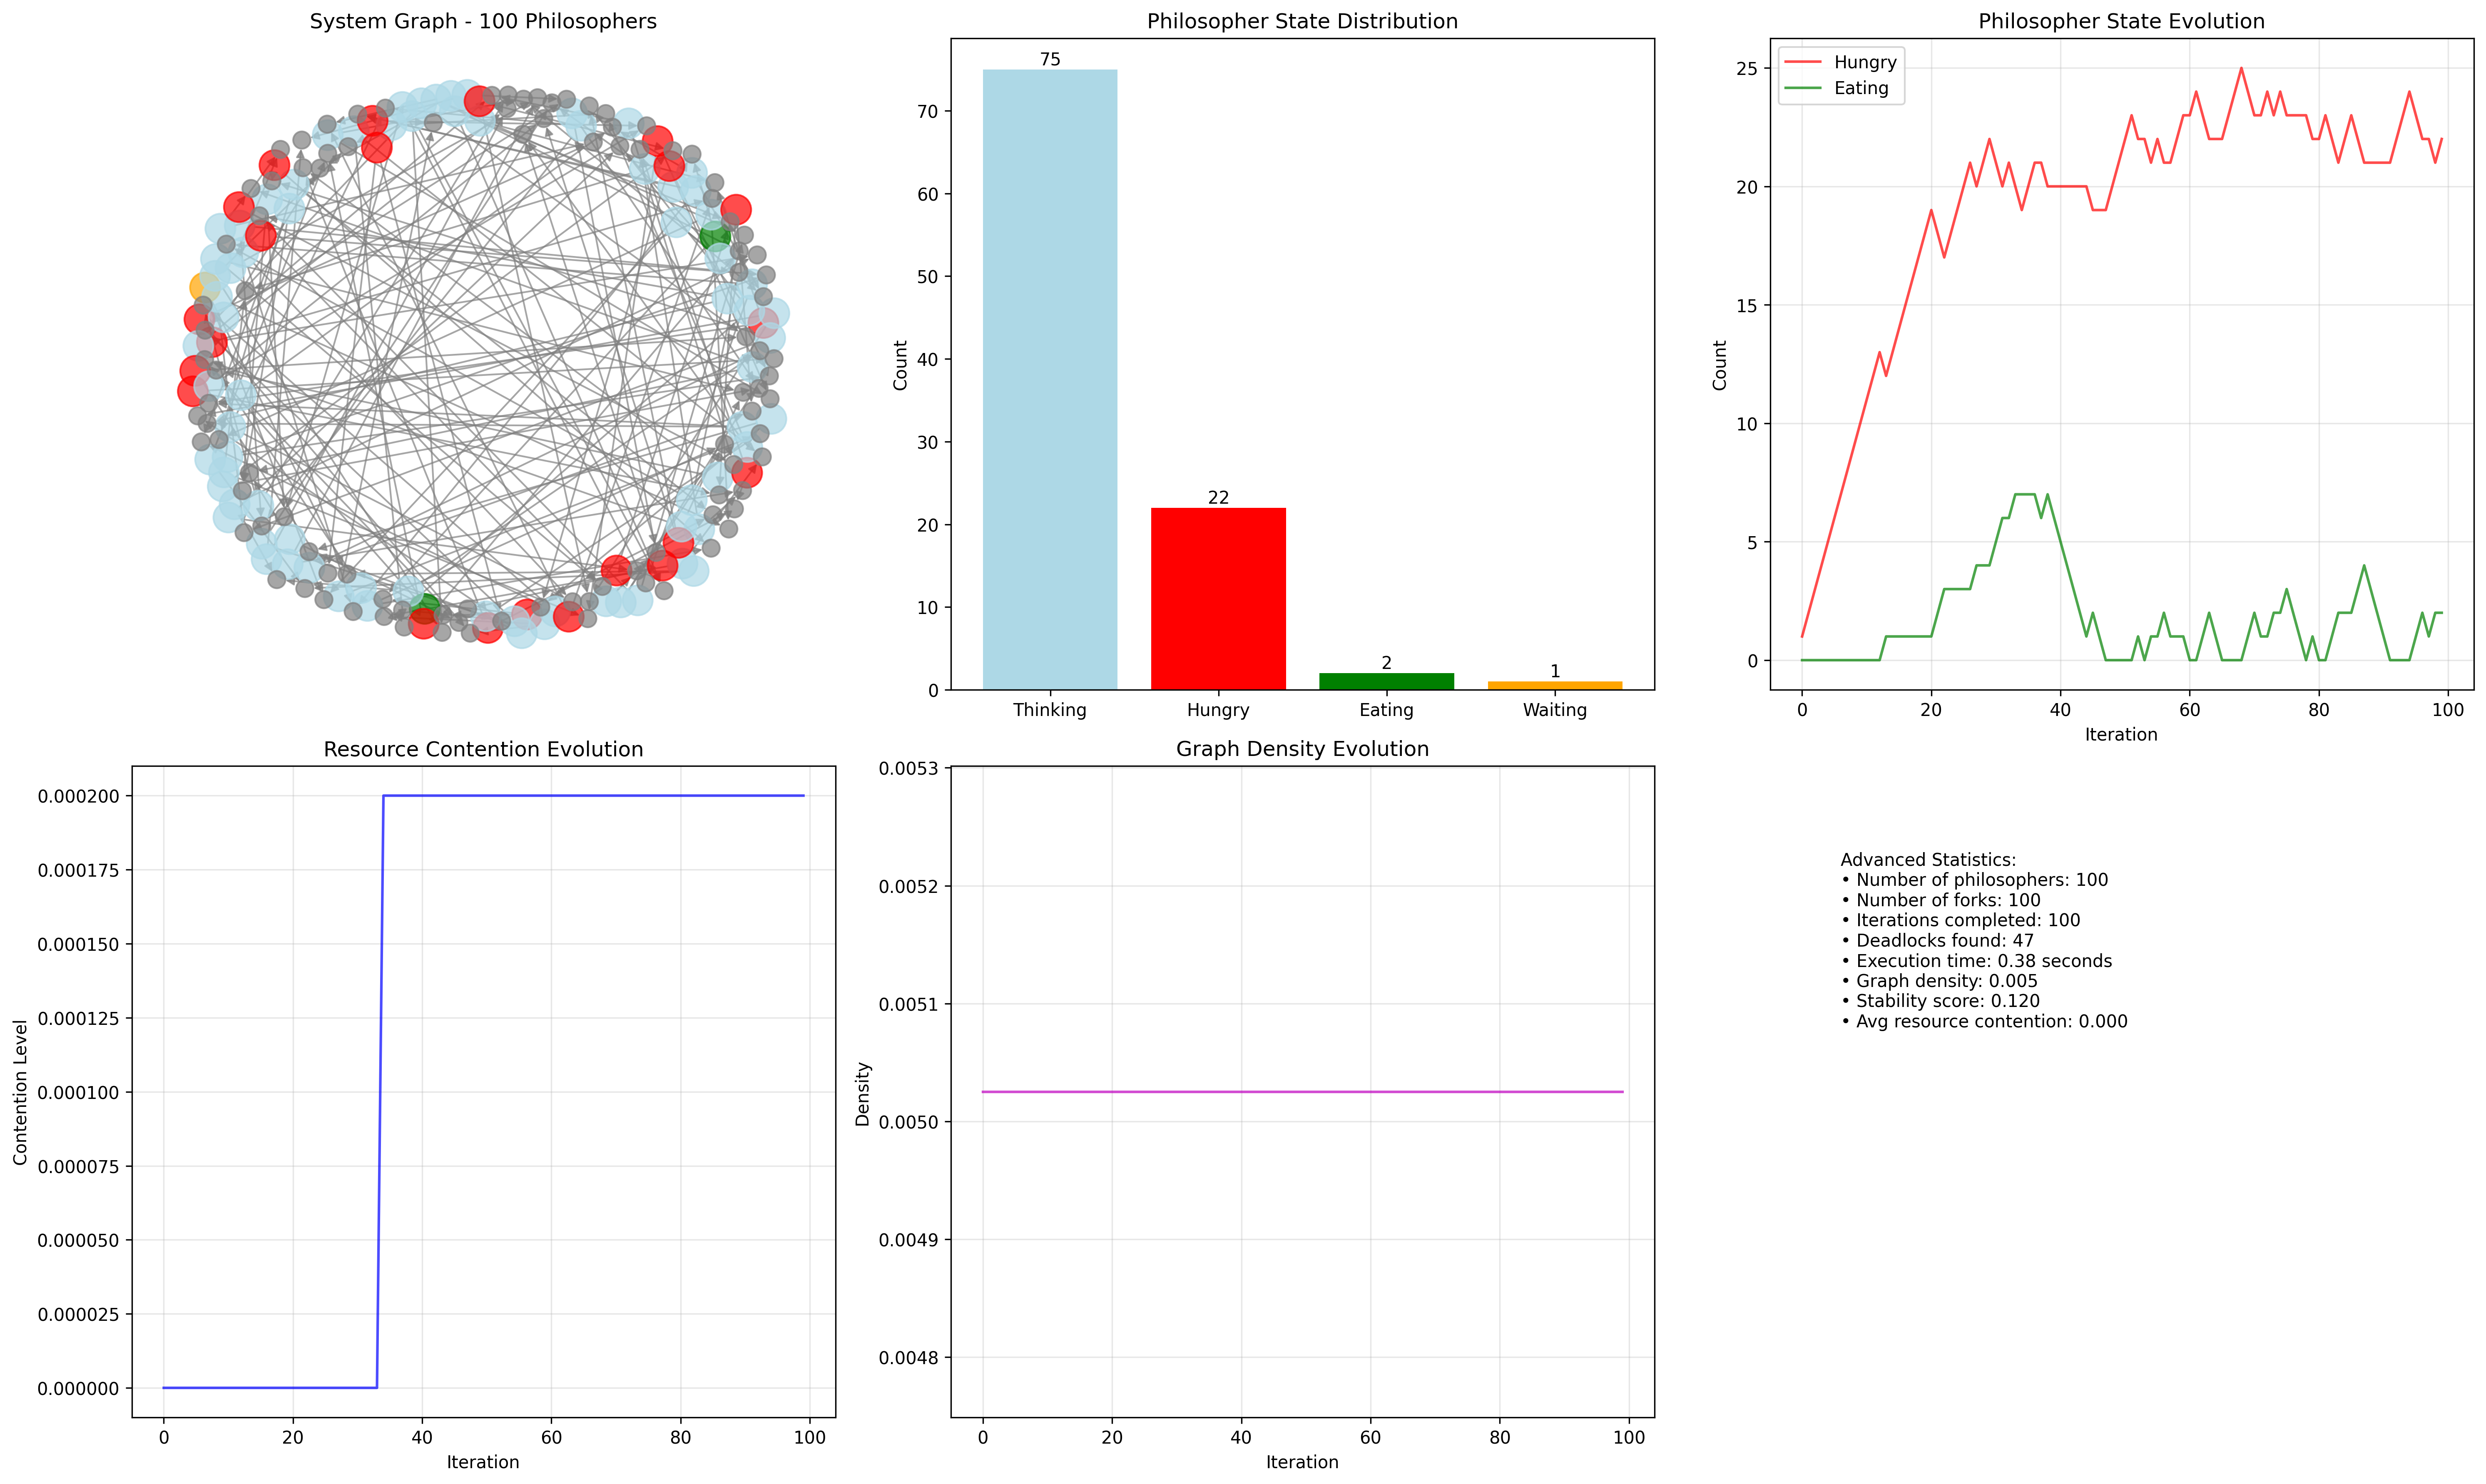 System Graph - 100 Philosophers
Philosopher State Distribution
75
22
2
1
70
60
50
40
30
20
10
0
Count
Thinking
Hungry
Eating
Waiting
Philosopher State Evolution
Hungry
Eating
25
20
15
10
5
0
Count
0
20
40
60
80
100
Iteration
Resource Contention Evolution
0.000200
0.000175
0.000150
0.000125
0.000100
0.000075
0.000050
0.000025
0.000000
Contention Level
0
20
40
60
80
100
Iteration
Graph Density Evolution
0.0053
0.0052
0.0051
0.0050
0.0049
0.0048
Density
0
20
40
60
80
100
Iteration
Advanced Statistics:
• Number of philosophers: 100
• Number of forks: 100
• Iterations completed: 100
• Deadlocks found: 47
• Execution time: 0.38 seconds
• Graph density: 0.005
• Stability score: 0.120
• Avg resource contention: 0.000